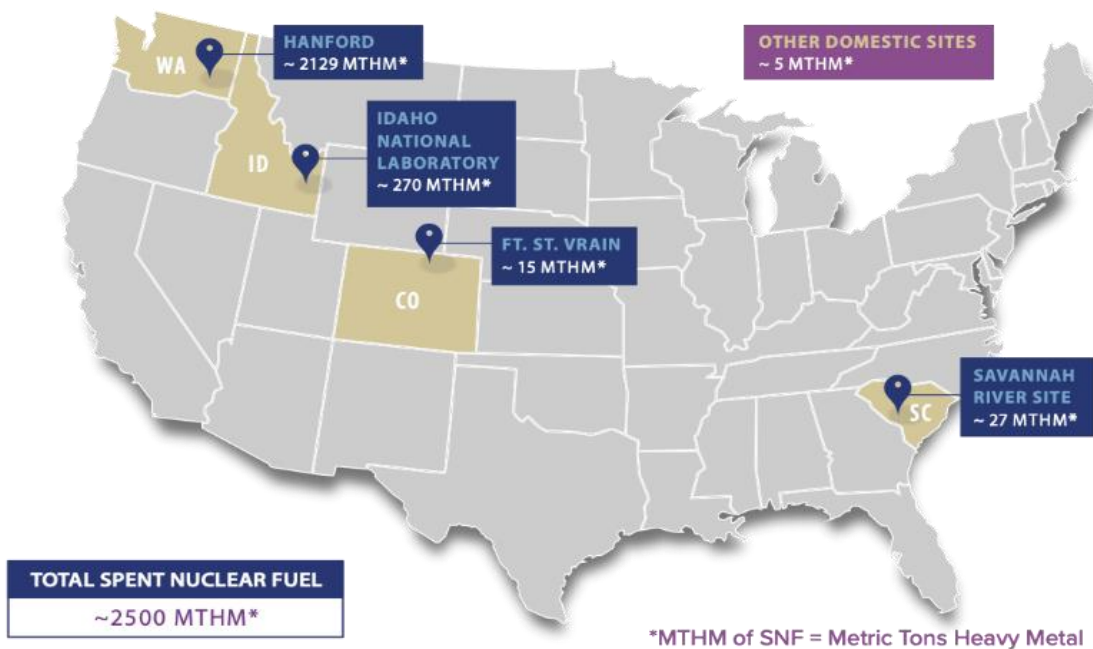 HANFORD
~ 2129 MTHM*
OTHER DOMESTIC SITES
~ 5 MTHM*
WA
IDAHO
NATIONAL
LABORATORY
~ 270 MTHM*
ID
FT. ST. VRAIN
~ 15 MTHM*
CO
SAVANNAH
RIVER SITE
~ 27 MTHM*
SC
TOTAL SPENT NUCLEAR FUEL
~2500 MTHM*
*MTHM of SNF = Metric Tons Heavy Metal